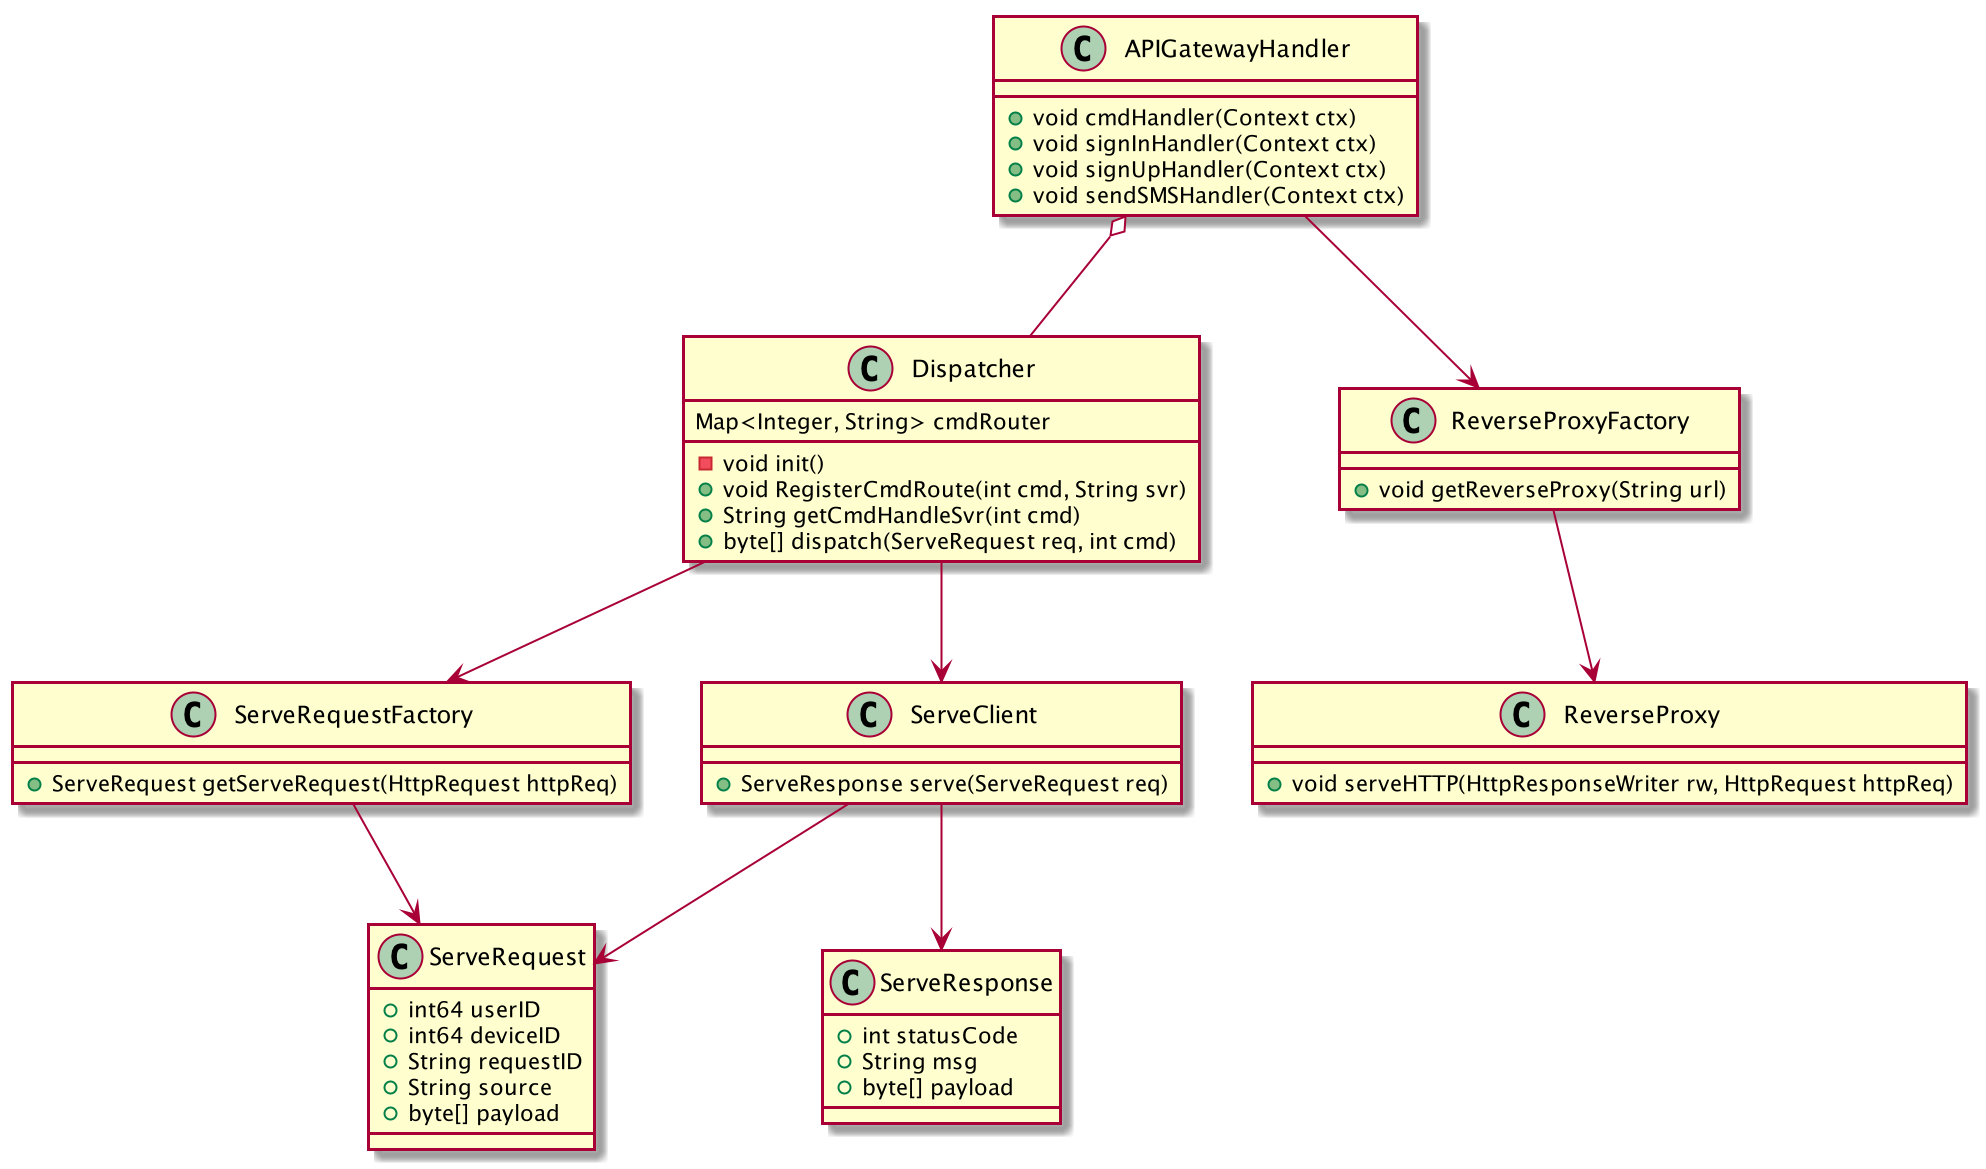 C APIGatewayHandler
void cmdHandler(Context ctx)
void signInHandler(Context ctx)
void signUpHandler(Context ctx)
void sendSMSHandler(Context ctx)
C Dispatcher
Map<Integer, String> cmdRouter
void init()
void RegisterCmdRoute(int cmd, String svr)
String getCmdHandleSvr(int cmd)
byte[] dispatch(ServeRequest req, int cmd)
C ReverseProxyFactory
void getReverseProxy(String url)
C ServeRequestFactory
ServeRequest getServeRequest(HttpRequest httpReq)
C ServeClient
ServeResponse serve(ServeRequest req)
C ReverseProxy
void serveHTTP(HttpResponseWriter rw, HttpRequest httpReq)
C ServeRequest
int64 userID
int64 deviceID
String requestID
String source
byte[] payload
C ServeResponse
int statusCode
String msg
byte[] payload